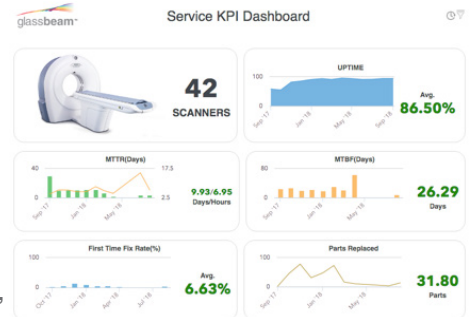 glassbeam
Service KPI Dashboard
42
SCANNERS
UPTIME
100
0
Sep '17
Jan '18
May '18
Sep '18
Avg.
86.50%
MTTR(Days)
40
0
17.5
2.5
Sep '17
Jan '18
May '18
9.93/6.95
Days/Hours
MTBF(Days)
80
0
Sep '17
Jan '18
May '18
26.29
Days
First Time Fix Rate(%)
100
0
Oct '17
Jan '18
Apr '18
Jul '18
Avg.
6.63%
Parts Replaced
100
0
Sep '17
Jan '18
May '18
31.80
Parts